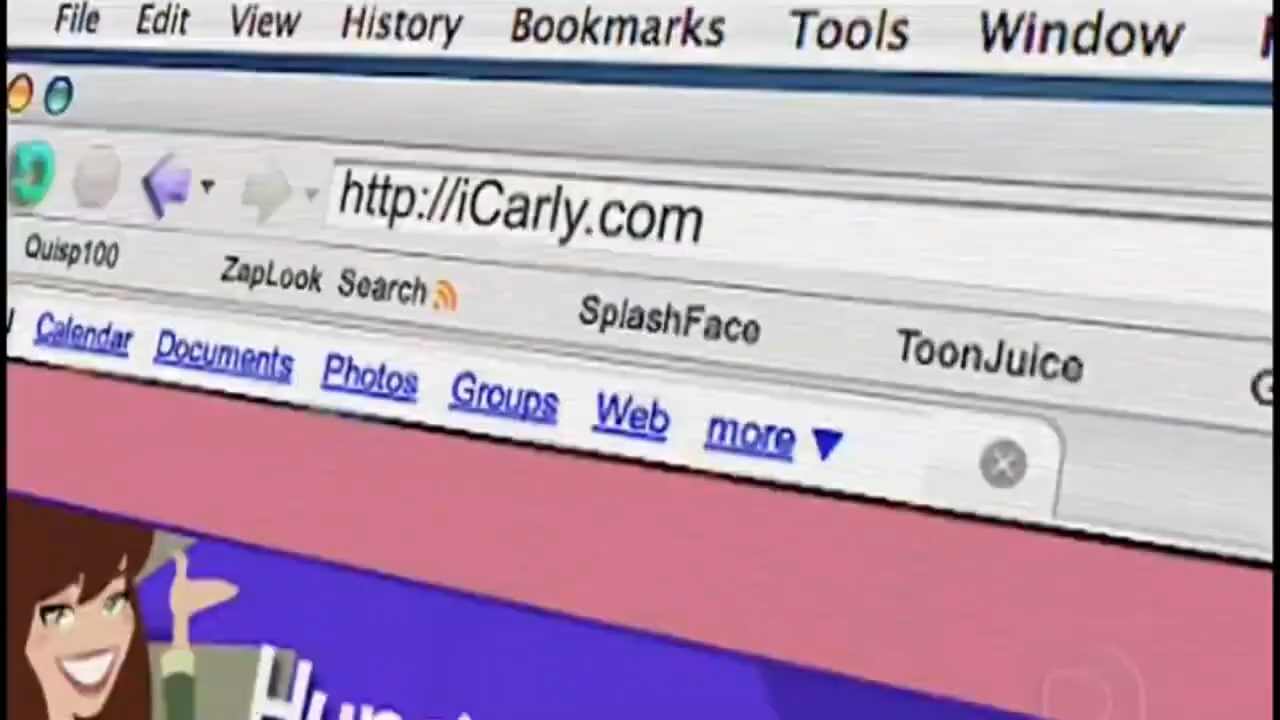 File Edit View History Bookmarks Tools Window
http://iCarly.com
Quisp100 ZapLook Search SplashFace ToonJuice
Calendar Documents Photos Groups Web more